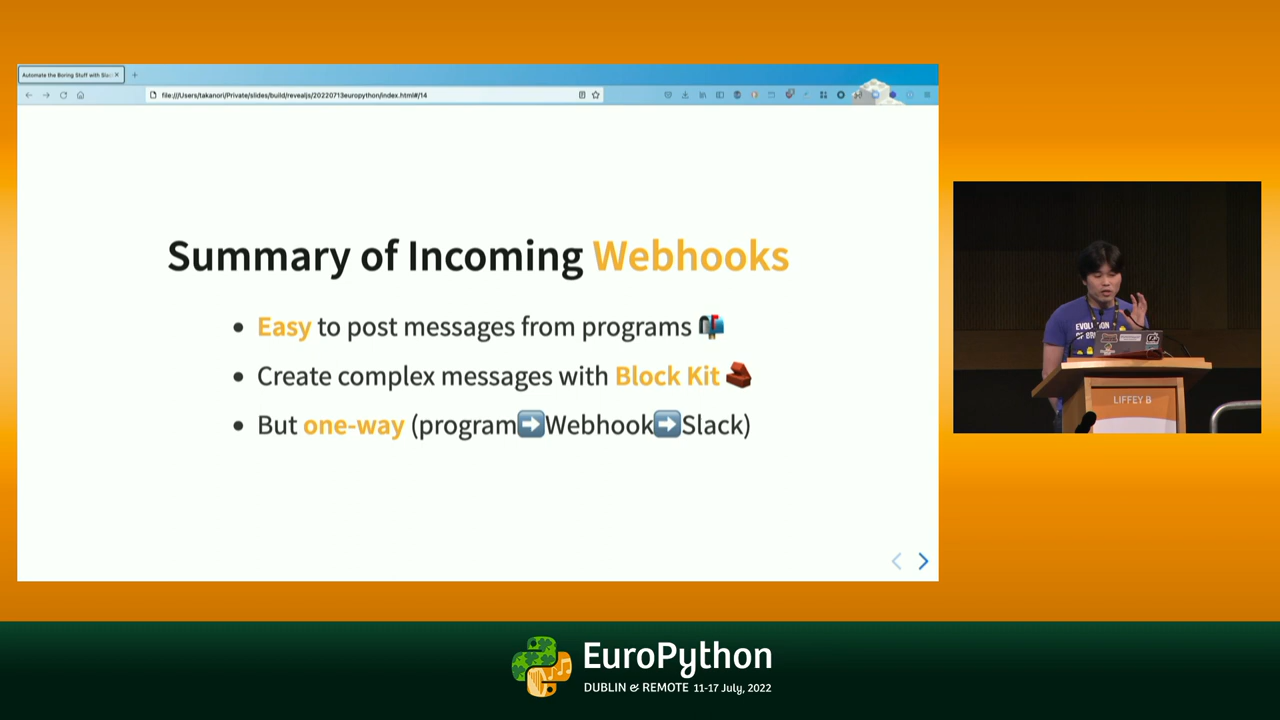 Automate the Boring Stuff with Slac
file:///Users/takanori/Private/slides/build/revealjs/20220713europython/index.html#/14
Summary of Incoming Webhooks
Easy to post messages from programs
Create complex messages with Block Kit
But one-way (program➡Webhook➡Slack)
LIFFEY B
EuroPython
DUBLIN & REMOTE 11-17 July, 2022